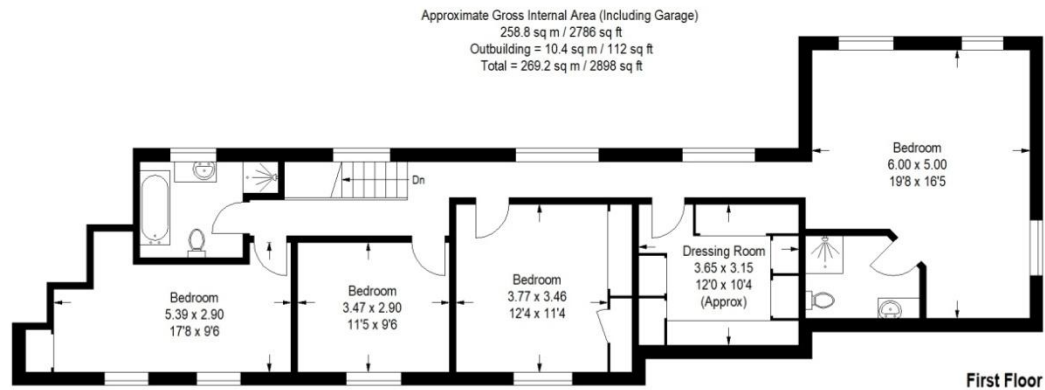 Approximate Gross Internal Area (Including Garage)
258.8 sq m / 2786 sq ft
Outbuilding = 10.4 sq m / 112 sq ft
Total = 269.2 sq m / 2898 sq ft
Bedroom
6.00 x 5.00
19'8 x 16'5
Dn
Dressing Room
3.65 x 3.15
12'0 x 10'4
(Approx)
Bedroom
5.39 x 2.90
17'8 x 9'6
Bedroom
3.47 x 2.90
11'5 x 9'6
Bedroom
3.77 x 3.46
12'4 x 11'4
First Floor